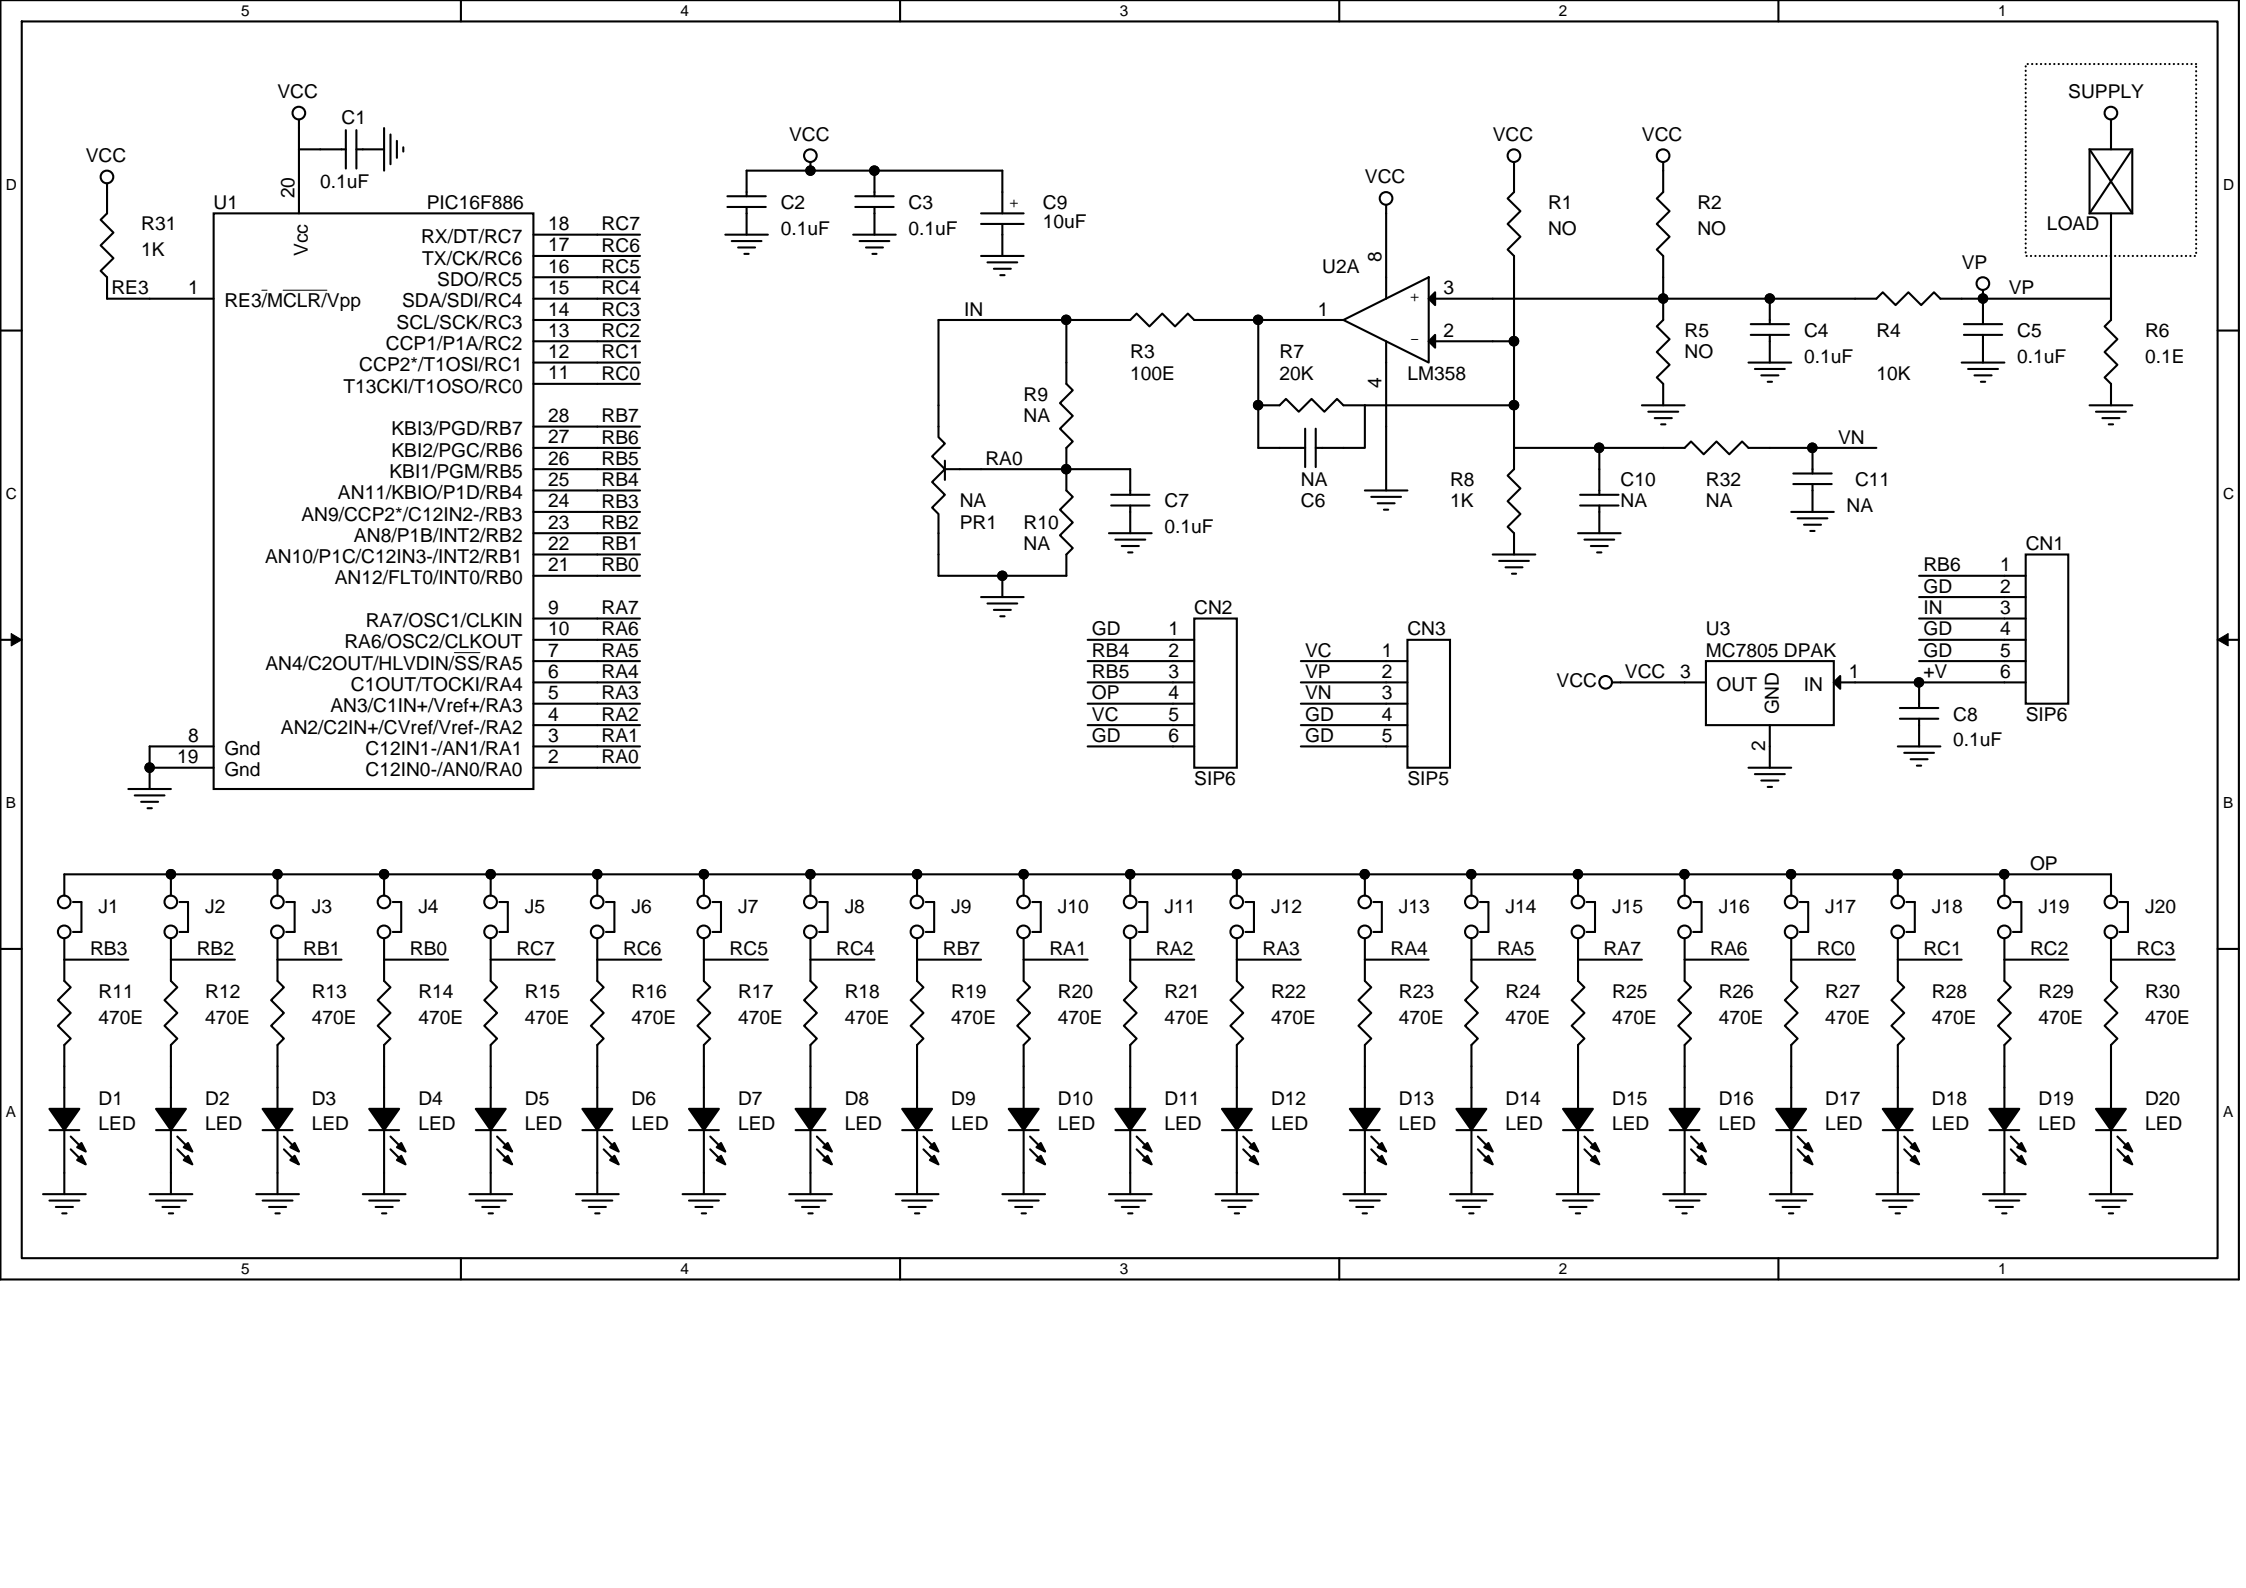 5 4 3 2 1
D D
C C
B B
A A
VCC
C1
0.1uF
VCC
R31
1K
RE3 1
U1 PIC16F886
20
Vcc
RE3/MCLR/Vpp
RX/DT/RC7 18 RC7
TX/CK/RC6 17 RC6
SDO/RC5 16 RC5
SDA/SDI/RC4 15 RC4
SCL/SCK/RC3 14 RC3
CCP1/P1A/RC2 13 RC2
CCP2*/T1OSI/RC1 12 RC1
T13CKI/T1OSO/RC0 11 RC0
KBI3/PGD/RB7 28 RB7
KBI2/PGC/RB6 27 RB6
KBI1/PGM/RB5 26 RB5
AN11/KBIO/P1D/RB4 25 RB4
AN9/CCP2*/C12IN2-/RB3 24 RB3
AN8/P1B/INT2/RB2 23 RB2
AN10/P1C/C12IN3-/INT2/RB1 22 RB1
AN12/FLT0/INT0/RB0 21 RB0
RA7/OSC1/CLKIN 9 RA7
RA6/OSC2/CLKOUT 10 RA6
AN4/C2OUT/HLVDIN/SS/RA5 7 RA5
C1OUT/TOCKI/RA4 6 RA4
AN3/C1IN+/Vref+/RA3 5 RA3
AN2/C2IN+/CVref/Vref-/RA2 4 RA2
8 Gnd C12IN1-/AN1/RA1 3 RA1
19 Gnd C12IN0-/AN0/RA0 2 RA0
VCC
C2
0.1uF
C3
0.1uF
+
C9
10uF
IN
R9
NA
RA0
NA
PR1
R10
NA
C7
0.1uF
R3
100E
R7
20K
NA
C6
VCC
8
U2A
1
+ 3
- 2
4
LM358
VCC
R1
NO
VCC
R2
NO
R5
NO
C4
0.1uF
R4
10K
VP
VP
C5
0.1uF
SUPPLY
LOAD
R6
0.1E
R8
1K
C10
NA
R32
NA
VN
C11
NA
CN2
GD 1
RB4 2
RB5 3
OP 4
VC 5
GD 6
SIP6
CN3
VC 1
VP 2
VN 3
GD 4
GD 5
SIP5
U3
MC7805 DPAK
VCC VCC 3 OUT GND IN 1
2
CN1
RB6 1
GD 2
IN 3
GD 4
GD 5
+V 6
SIP6
C8
0.1uF
OP
J1 J2 J3 J4 J5 J6 J7 J8 J9 J10 J11 J12 J13 J14 J15 J16 J17 J18 J19 J20
RB3 RB2 RB1 RB0 RC7 RC6 RC5 RC4 RB7 RA1 RA2 RA3 RA4 RA5 RA7 RA6 RC0 RC1 RC2 RC3
R11 R12 R13 R14 R15 R16 R17 R18 R19 R20 R21 R22 R23 R24 R25 R26 R27 R28 R29 R30
470E 470E 470E 470E 470E 470E 470E 470E 470E 470E 470E 470E 470E 470E 470E 470E 470E 470E 470E 470E
D1 D2 D3 D4 D5 D6 D7 D8 D9 D10 D11 D12 D13 D14 D15 D16 D17 D18 D19 D20
LED LED LED LED LED LED LED LED LED LED LED LED LED LED LED LED LED LED LED LED
5 4 3 2 1